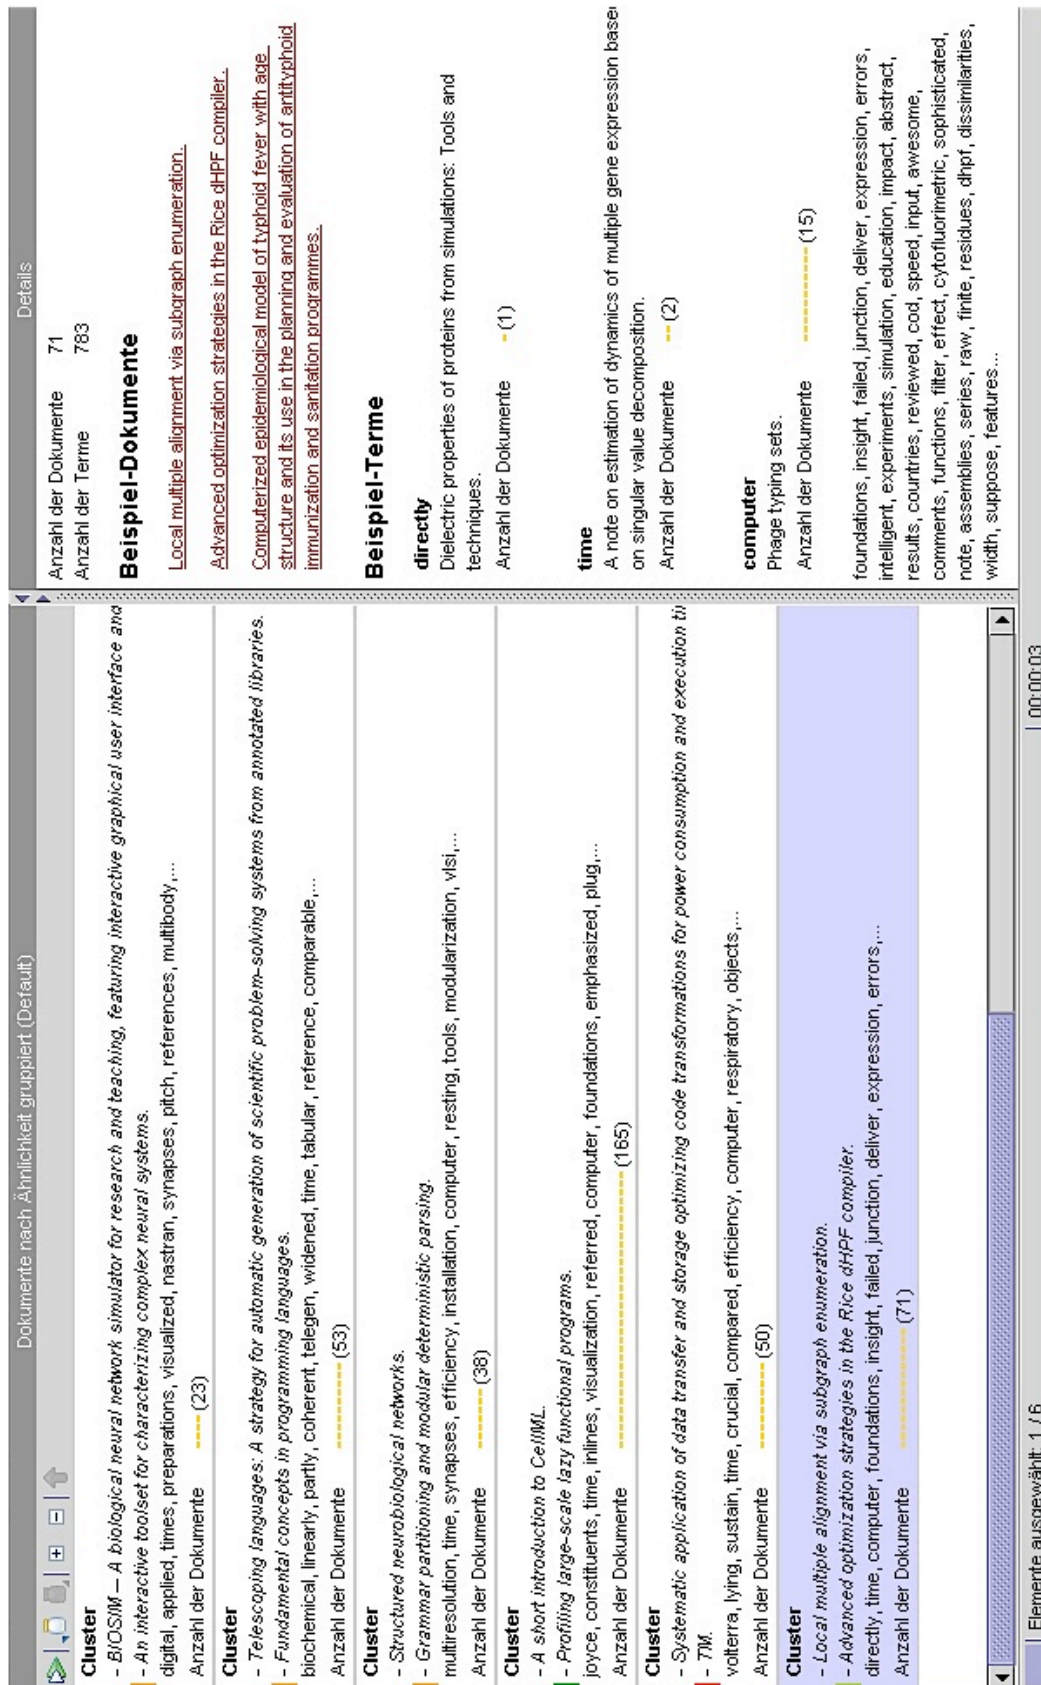 Dokumente nach Ähnlichkeit gruppiert (Default)
Cluster
- BIOSIM – A biological neural network simulator for research and teaching, featuring interactive graphical user interface and
- An interactive toolset for characterizing complex neural systems.
digital, applied, times, preparations, visualized, nastran, synapses, pitch, references, multibody,...
Anzahl der Dokumente ----- (23)
Cluster
- Telescoping languages: A strategy for automatic generation of scientific problem-solving systems from annotated libraries.
- Fundamental concepts in programming languages.
biochemical, linearly, partly, coherent, telegen, widened, time, tabular, reference, comparable,...
Anzahl der Dokumente ----------- (53)
Cluster
- Structured neurobiological networks.
- Grammar partitioning and modular deterministic parsing.
multiresolution, time, synapses, efficiency, installation, computer, resting, tools, modularization, vlsi,...
Anzahl der Dokumente -------- (38)
Cluster
- A short introduction to CellML.
- Profiling large-scale lazy functional programs.
joyce, constituents, time, inlines, visualization, referred, computer, foundations, emphasized, plug,...
Anzahl der Dokumente --------------------------------- (165)
Cluster
- Systematic application of data transfer and storage optimizing code transformations for power consumption and execution ti
- TM.
volterra, lying, sustain, time, crucial, compared, efficiency, computer, respiratory, objects,...
Anzahl der Dokumente ---------- (50)
Cluster
- Local multiple alignment via subgraph enumeration.
- Advanced optimization strategies in the Rice dHPF compiler.
directly, time, computer, foundations, insight, failed, junction, deliver, expression, errors,...
Anzahl der Dokumente --------------- (71)
Details
Anzahl der Dokumente 71
Anzahl der Terme 783
Beispiel-Dokumente
Local multiple alignment via subgraph enumeration.
Advanced optimization strategies in the Rice dHPF compiler.
Computerized epidemiological model of typhoid fever with age
structure and its use in the planning and evaluation of antityphoid
immunization and sanitation programmes.
Beispiel-Terme
directly
Dielectric properties of proteins from simulations: Tools and
techniques.
Anzahl der Dokumente -- (1)
time
A note on estimation of dynamics of multiple gene expression base
on singular value decomposition.
Anzahl der Dokumente --- (2)
computer
Phage typing sets.
Anzahl der Dokumente --------------- (15)
foundations, insight, failed, junction, deliver, expression, errors,
intelligent, experiments, simulation, education, impact, abstract,
results, countries, reviewed, cod, speed, input, awesome,
comments, functions, filter, effect, cytofluorimetric, sophisticated,
note, assemblies, series, raw, finite, residues, dhpf, dissimilarities,
width, suppose, features...
Elemente ausgewählt: 1 / 6
00:00:03